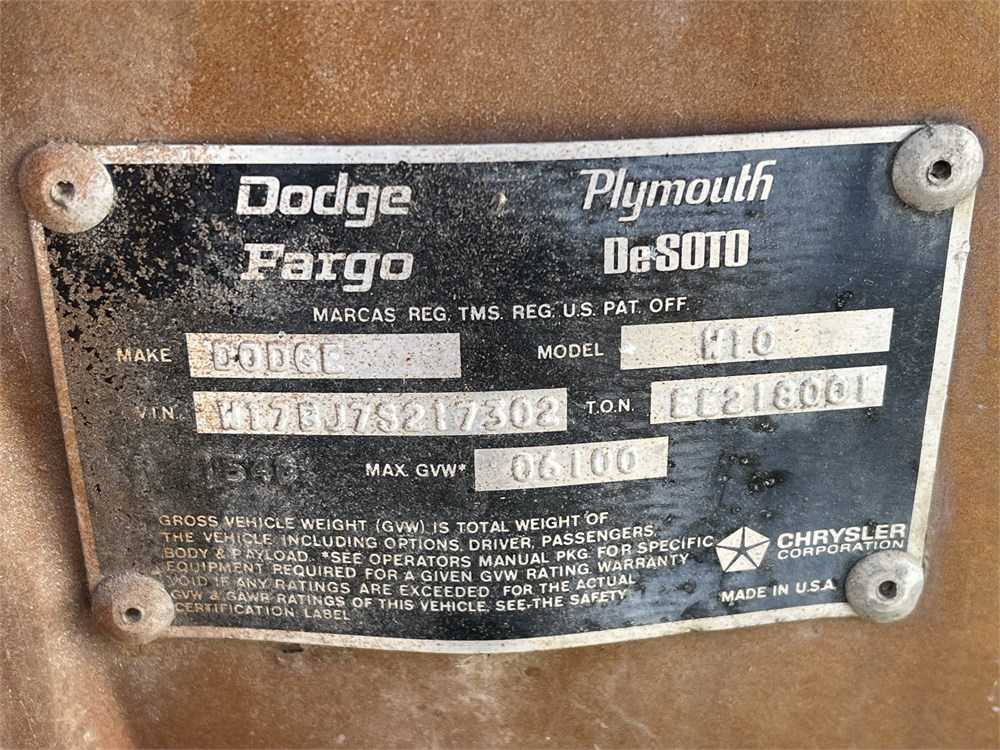 Dodge Plymouth
Fargo DeSOTO
MARCAS REG. TMS. REG. U.S. PAT. OFF.
MAKE DODGE MODEL W10
V.I.N. W17BJ7S217302 T.O.N. EE218001
1540 MAX. GVW* 06100
GROSS VEHICLE WEIGHT (GVW) IS TOTAL WEIGHT OF
THE VEHICLE INCLUDING OPTIONS, DRIVER, PASSENGERS,
BODY & PAYLOAD. *SEE OPERATORS MANUAL PKG. FOR SPECIFIC
EQUIPMENT REQUIRED FOR A GIVEN GVW RATING. WARRANTY
VOID IF ANY RATINGS ARE EXCEEDED. FOR THE ACTUAL
GVW & GAWR RATINGS OF THIS VEHICLE, SEE THE SAFETY
CERTIFICATION LABEL
CHRYSLER
CORPORATION
MADE IN U.S.A.